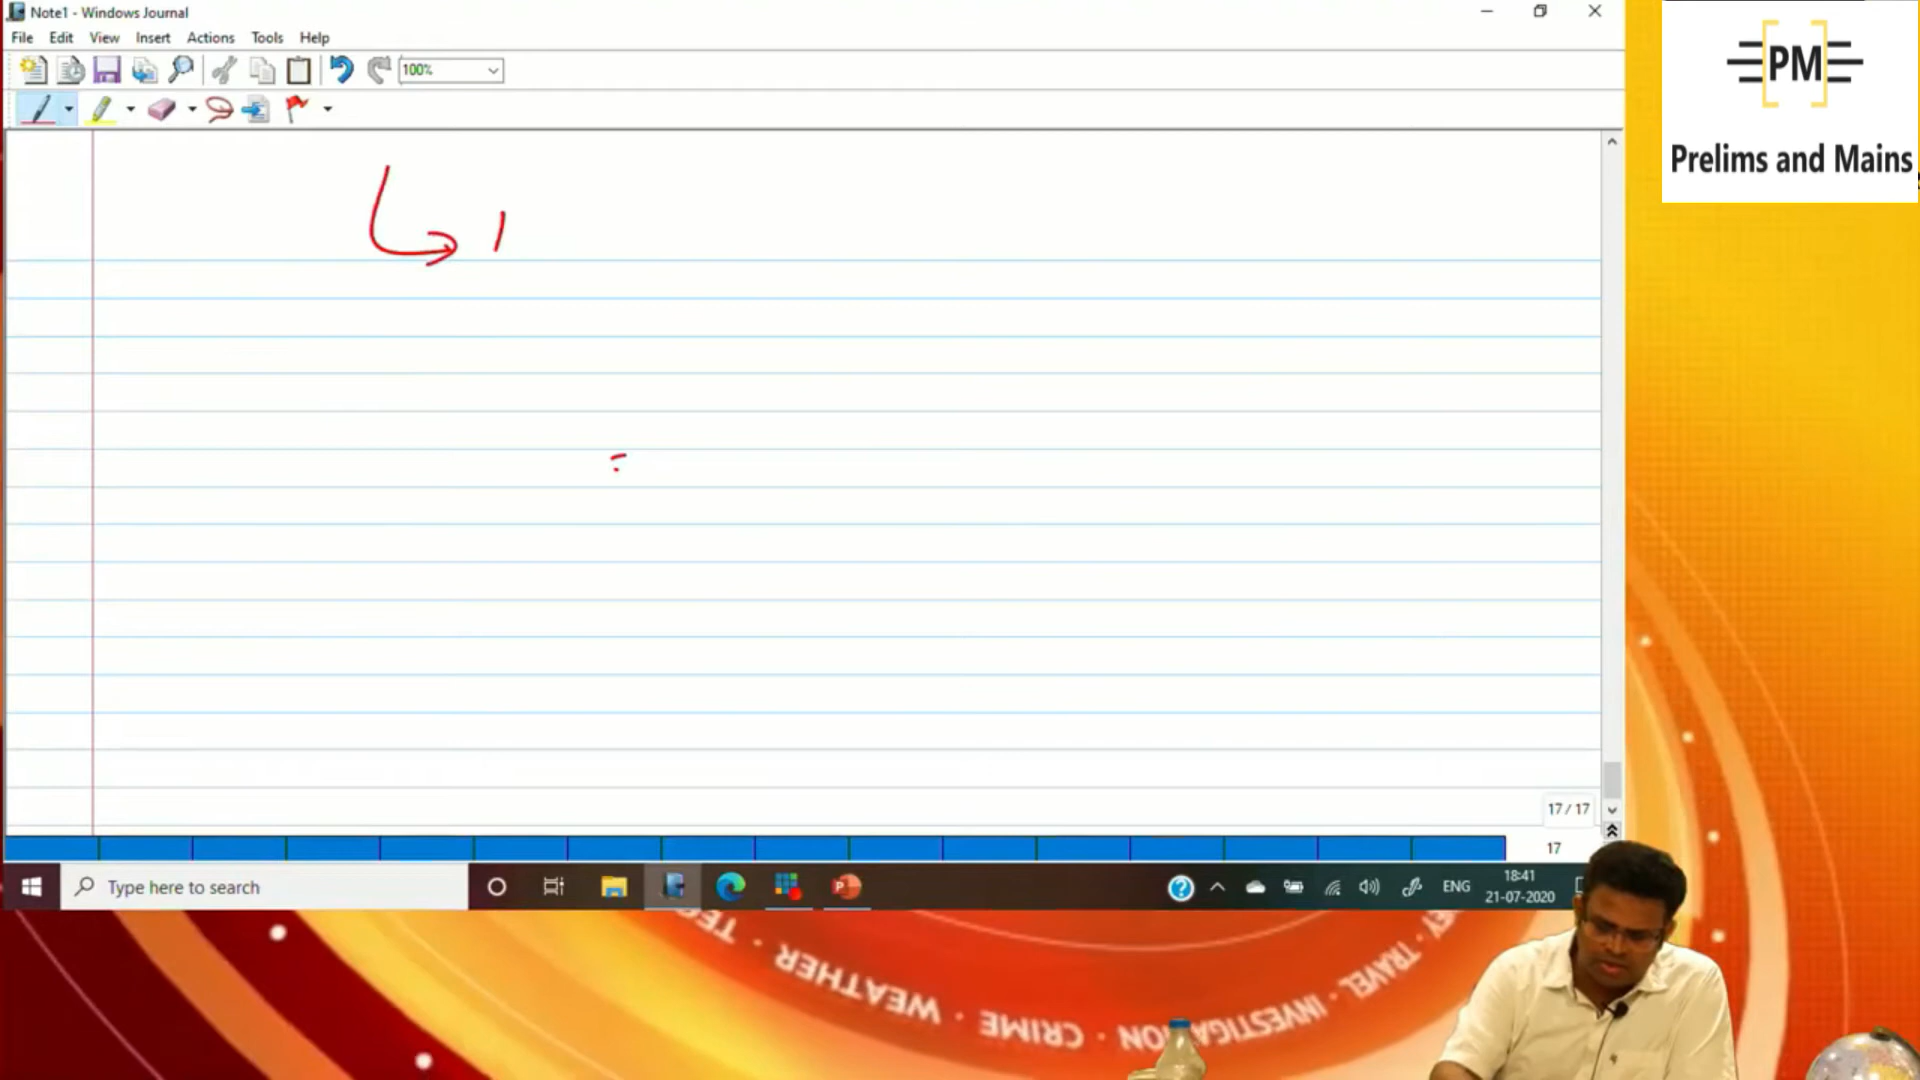 Note1 - Windows Journal
File Edit View Insert Actions Tools Help
100%
PM
Prelims and Mains
17 / 17
17
Type here to search
ENG
18:41
21-07-2020
WEATHER · CRIME ·
INVESTIGATION · TRAVEL ·